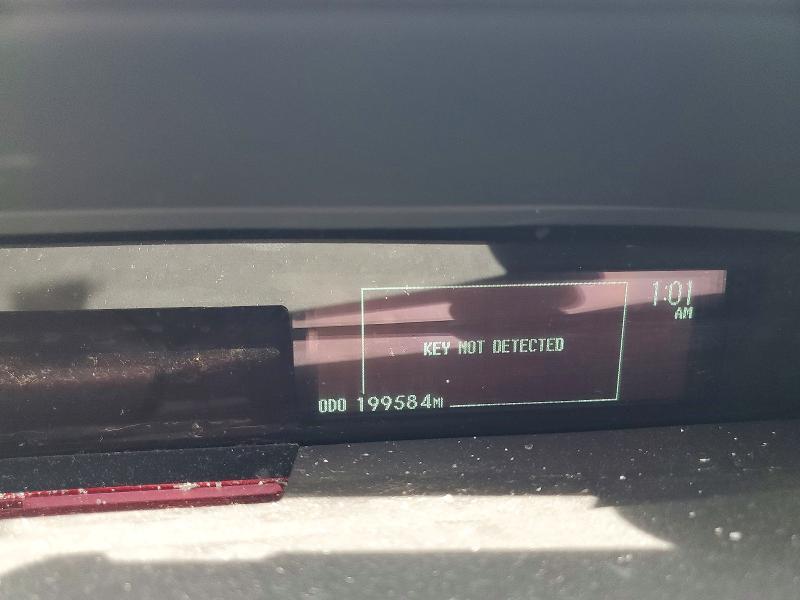 1:01
AM
KEY NOT DETECTED
ODO 199584MI